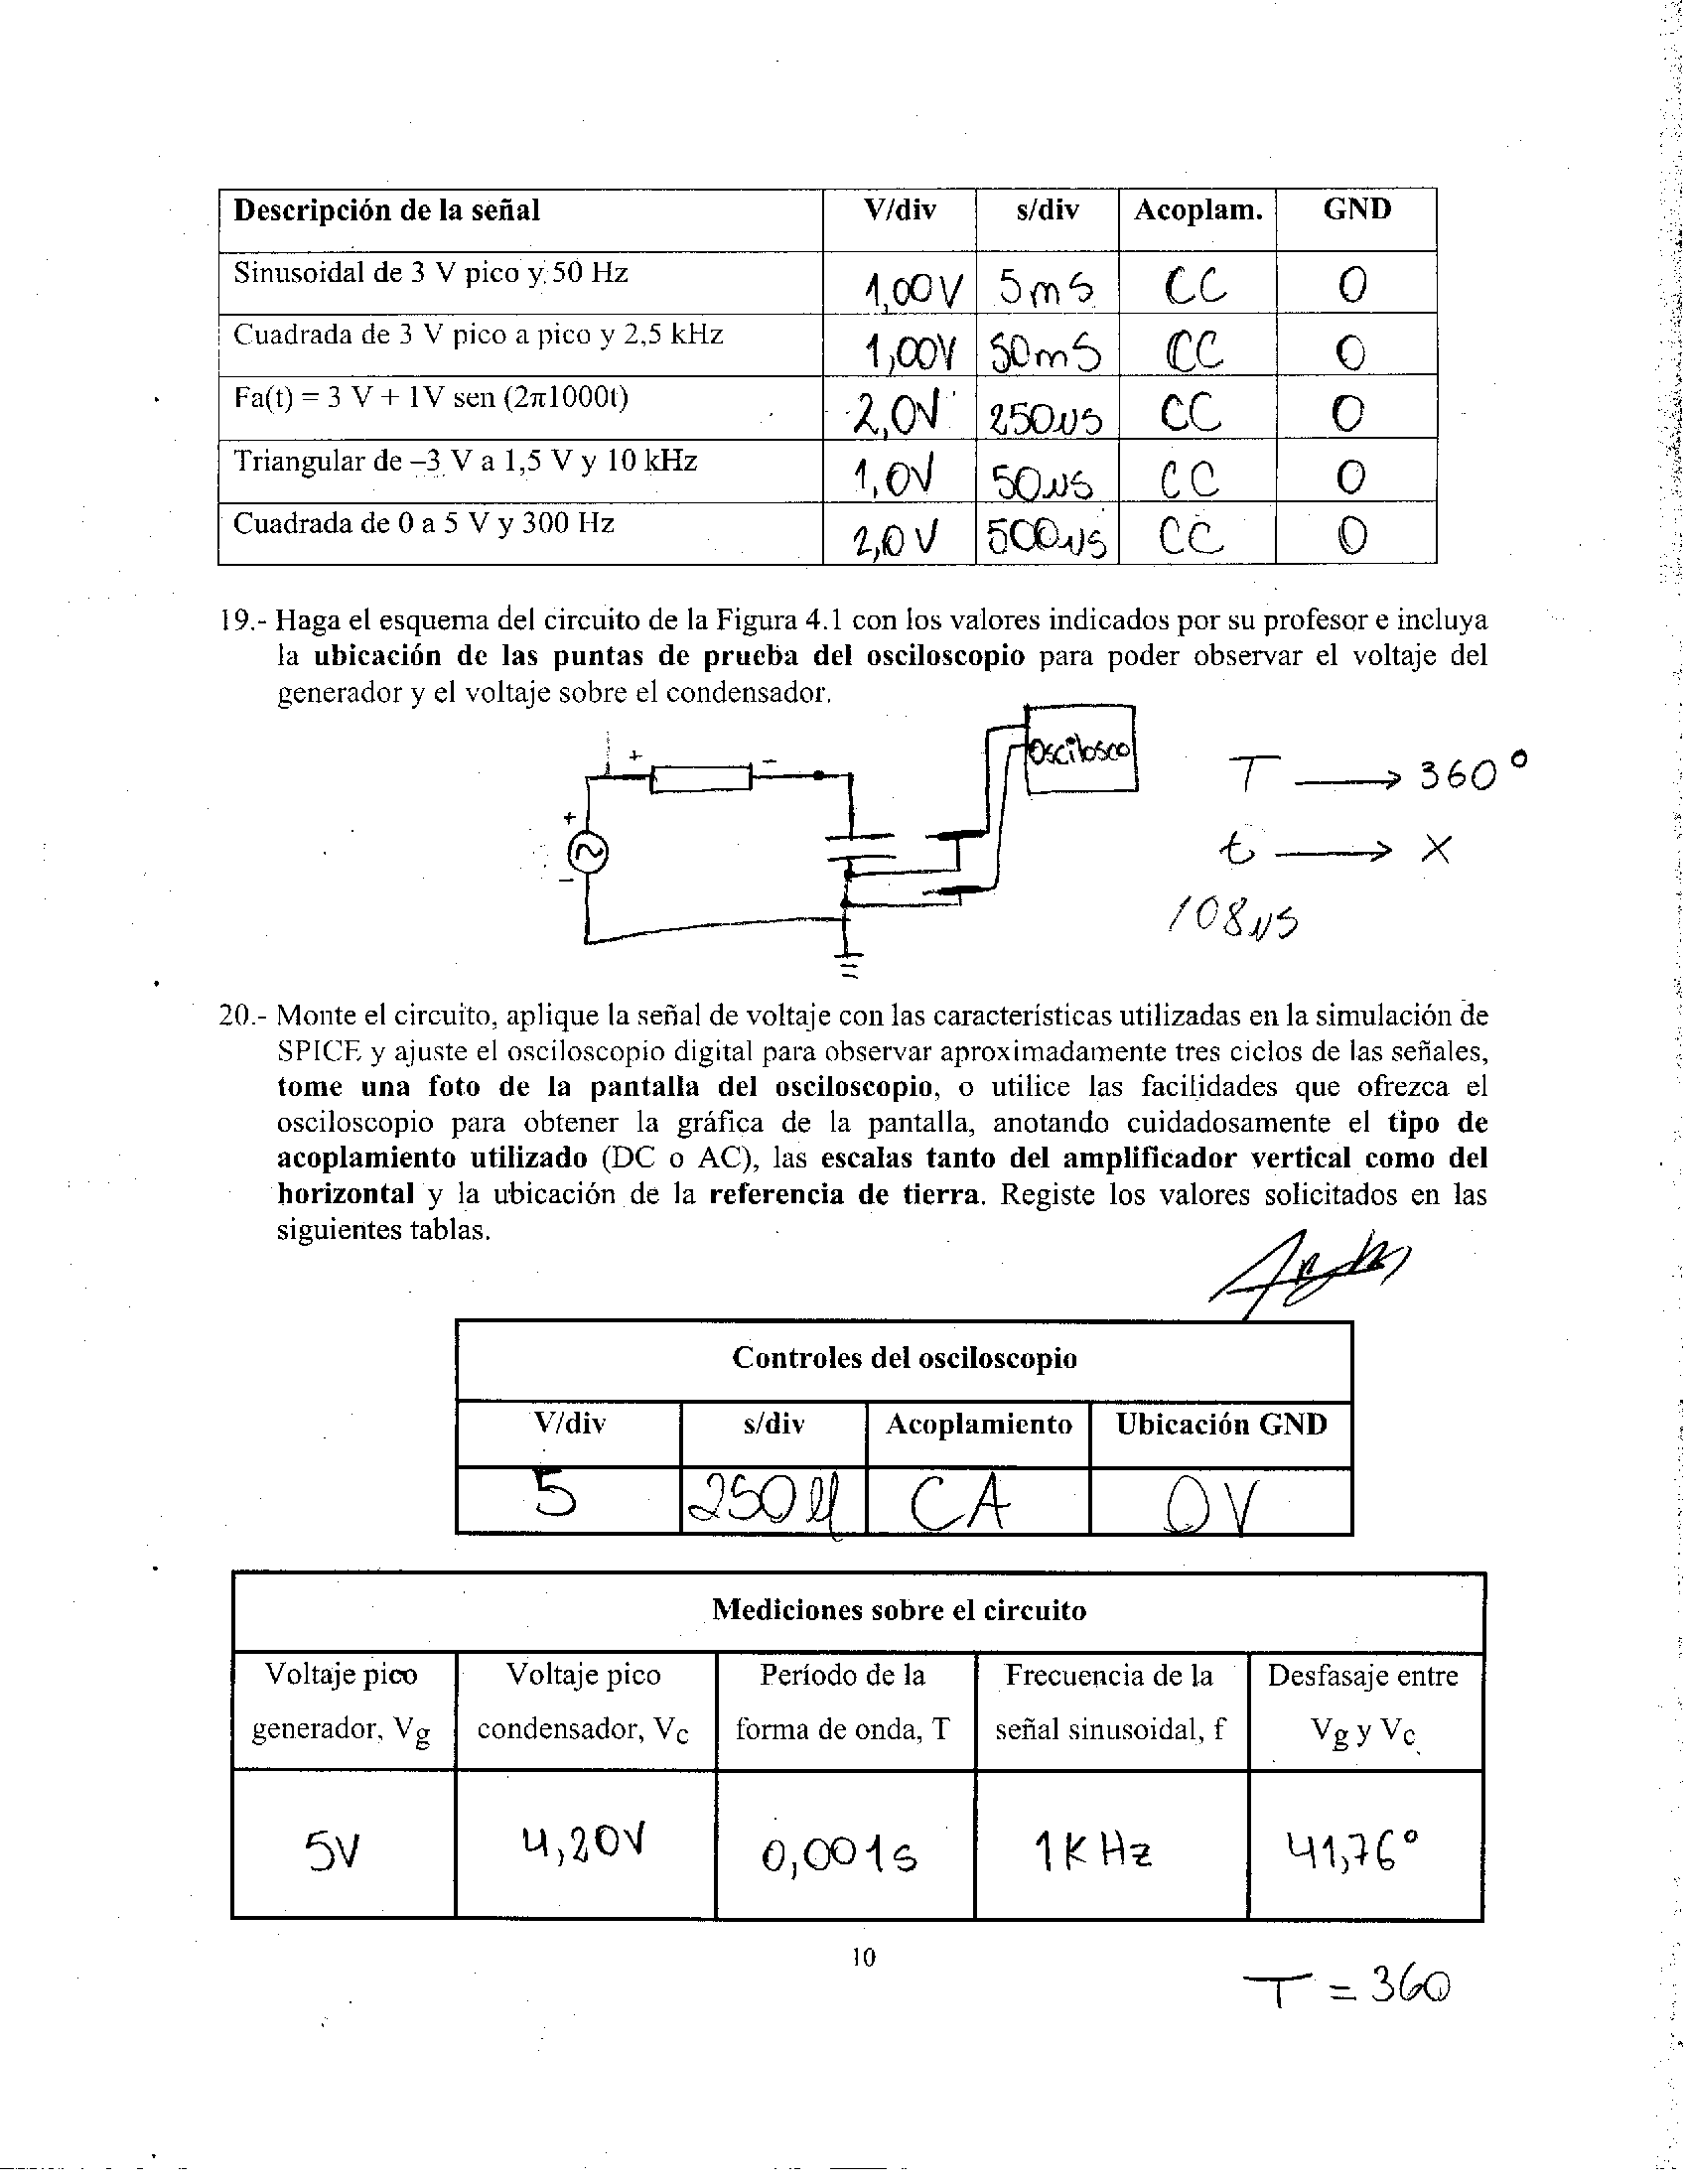 Descripción de la señal V/div s/div Acoplam. GND
Sinusoidal de 3 V pico y 50 Hz 1,00V 5mS CC 0
Cuadrada de 3 V pico a pico y 2,5 kHz 1,00V 50mS CC 0
Fa(t) = 3 V + 1V sen (2π1000t) 2,0V 250us CC 0
Triangular de –3 V a 1,5 V y 10 kHz 1,0V 50us CC 0
Cuadrada de 0 a 5 V y 300 Hz 2,0V 500us CC 0
19.- Haga el esquema del circuito de la Figura 4.1 con los valores indicados por su profesor e incluya
la ubicación de las puntas de prueba del osciloscopio para poder observar el voltaje del
generador y el voltaje sobre el condensador.
+ -
Oscilosco
+
-
T → 360°
t → X
108us
20.- Monte el circuito, aplique la señal de voltaje con las características utilizadas en la simulación de
SPICE y ajuste el osciloscopio digital para observar aproximadamente tres ciclos de las señales,
tome una foto de la pantalla del osciloscopio, o utilice las facilidades que ofrezca el
osciloscopio para obtener la gráfica de la pantalla, anotando cuidadosamente el tipo de
acoplamiento utilizado (DC o AC), las escalas tanto del amplificador vertical como del
horizontal y la ubicación de la referencia de tierra. Registe los valores solicitados en las
siguientes tablas.
Controles del osciloscopio
V/div s/div Acoplamiento Ubicación GND
5 250µ CA 0V
Mediciones sobre el circuito
Voltaje pico Voltaje pico Período de la Frecuencia de la Desfasaje entre
generador, Vg condensador, Vc forma de onda, T señal sinusoidal, f Vg y Vc
5V 4,20V 0,001s 1KHz 41,76°
10
T = 360